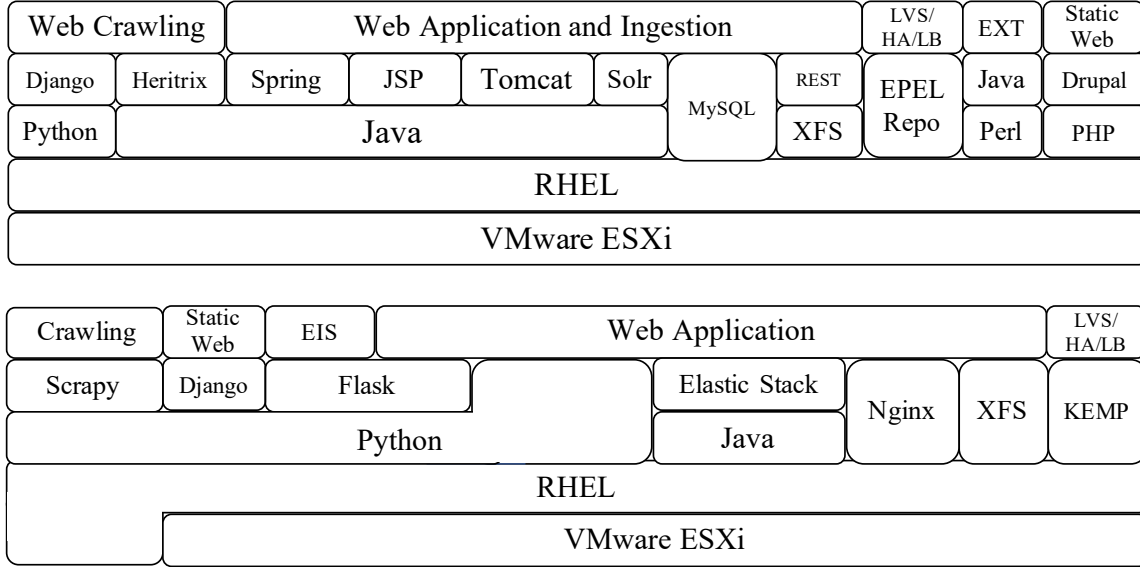 Web Crawling
Web Application and Ingestion
LVS/
HA/LB
EXT
Static
Web
Django
Heritrix
Spring
JSP
Tomcat
Solr
MySQL
REST
EPEL
Repo
Java
Drupal
Python
Java
XFS
Perl
PHP
RHEL
VMware ESXi
Crawling
Static
Web
EIS
Web Application
LVS/
HA/LB
Scrapy
Django
Flask
Elastic Stack
Nginx
XFS
KEMP
Python
Java
RHEL
VMware ESXi